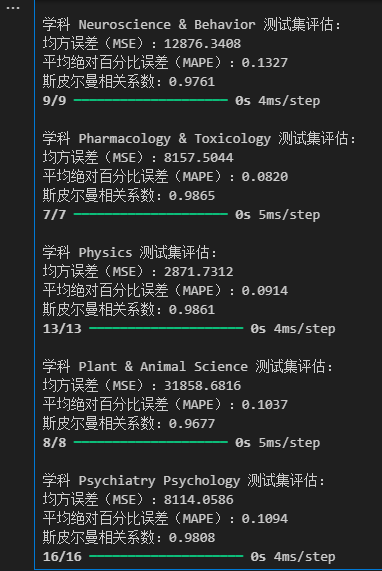 ...
学科 Neuroscience & Behavior 测试集评估：
均方误差（MSE）：12876.3408
平均绝对百分比误差（MAPE）：0.1327
斯皮尔曼相关系数：0.9761
9/9 ━━━━━━━━━━━━━━━━━━━━ 0s 4ms/step
学科 Pharmacology & Toxicology 测试集评估：
均方误差（MSE）：8157.5044
平均绝对百分比误差（MAPE）：0.0820
斯皮尔曼相关系数：0.9865
7/7 ━━━━━━━━━━━━━━━━━━━━ 0s 5ms/step
学科 Physics 测试集评估：
均方误差（MSE）：2871.7312
平均绝对百分比误差（MAPE）：0.0914
斯皮尔曼相关系数：0.9861
13/13 ━━━━━━━━━━━━━━━━━━━━ 0s 4ms/step
学科 Plant & Animal Science 测试集评估：
均方误差（MSE）：31858.6816
平均绝对百分比误差（MAPE）：0.1037
斯皮尔曼相关系数：0.9677
8/8 ━━━━━━━━━━━━━━━━━━━━ 0s 5ms/step
学科 Psychiatry Psychology 测试集评估：
均方误差（MSE）：8114.0586
平均绝对百分比误差（MAPE）：0.1094
斯皮尔曼相关系数：0.9808
16/16 ━━━━━━━━━━━━━━━━━━━━ 0s 4ms/step